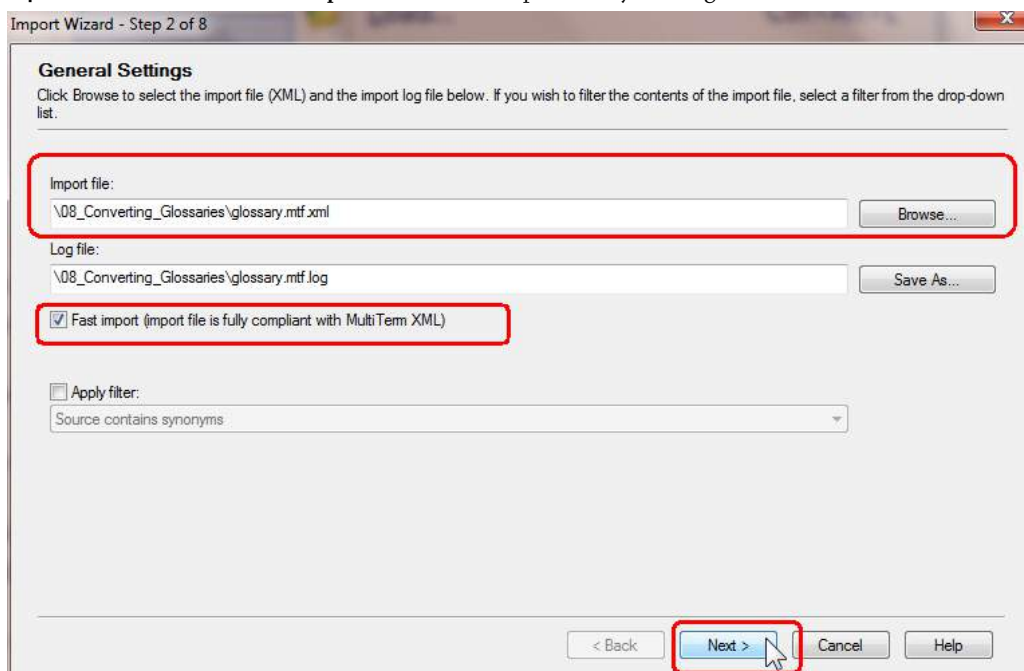 Import Wizard - Step 2 of 8
x
General Settings
Click Browse to select the import file (XML) and the import log file below. If you wish to filter the contents of the import file, select a filter from the drop-down
list.
Import file:
\08_Converting_Glossaries\glossary.mtf.xml
Browse...
Log file:
\08_Converting_Glossaries\glossary.mtf.log
Save As...
Fast import (import file is fully compliant with MultiTerm XML)
Apply filter:
Source contains synonyms
< Back
Next >
Cancel
Help